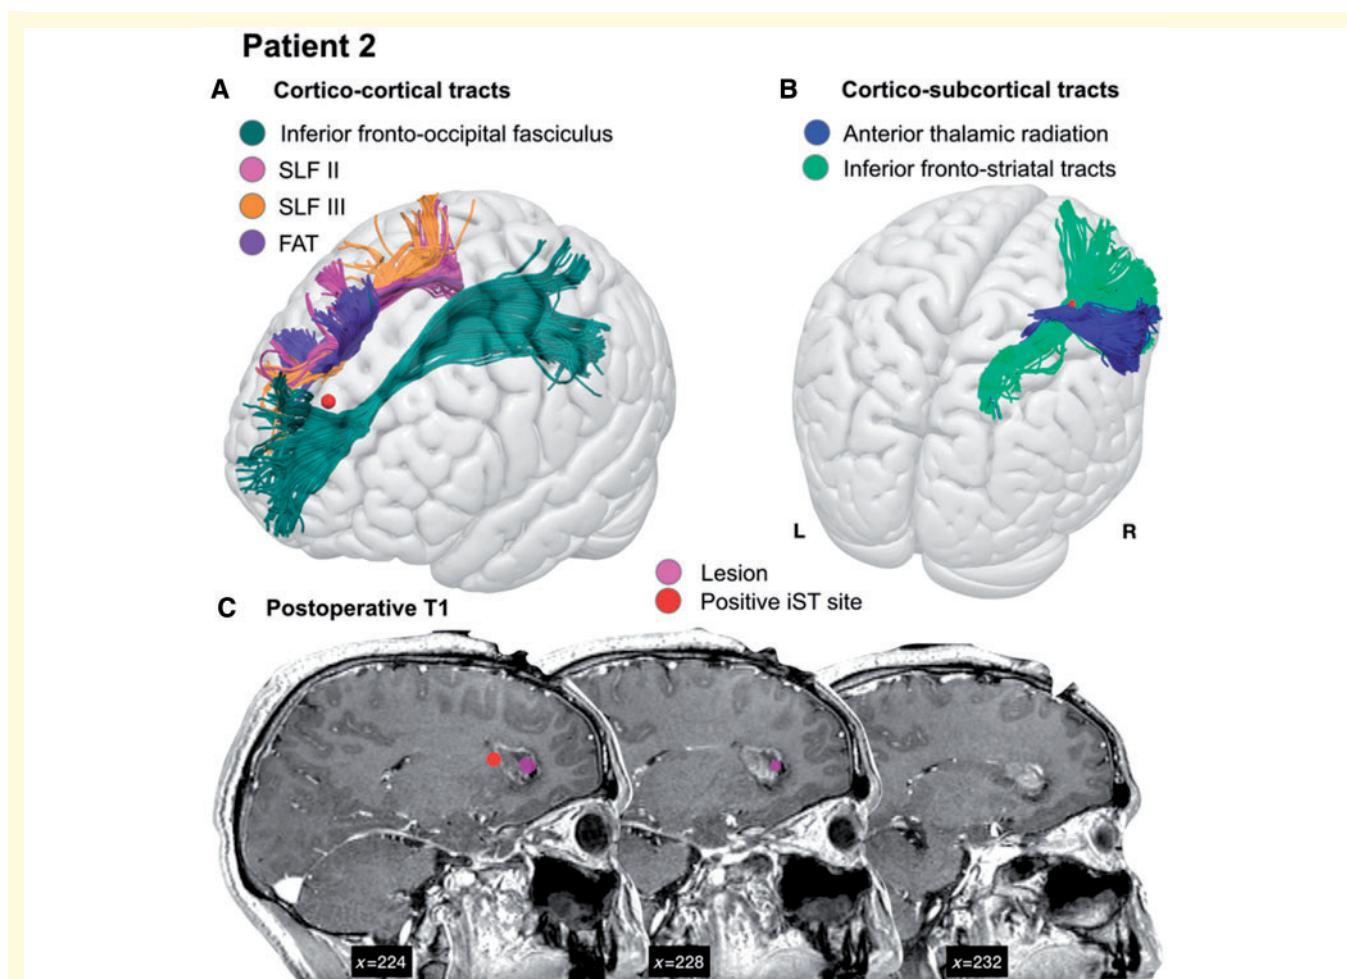 Patient 2
A Cortico-cortical tracts
Inferior fronto-occipital fasciculus
SLF II
SLF III
FAT
B Cortico-subcortical tracts
Anterior thalamic radiation
Inferior fronto-striatal tracts
L R
Lesion
Positive iST site
C Postoperative T1
x=224 x=228 x=232